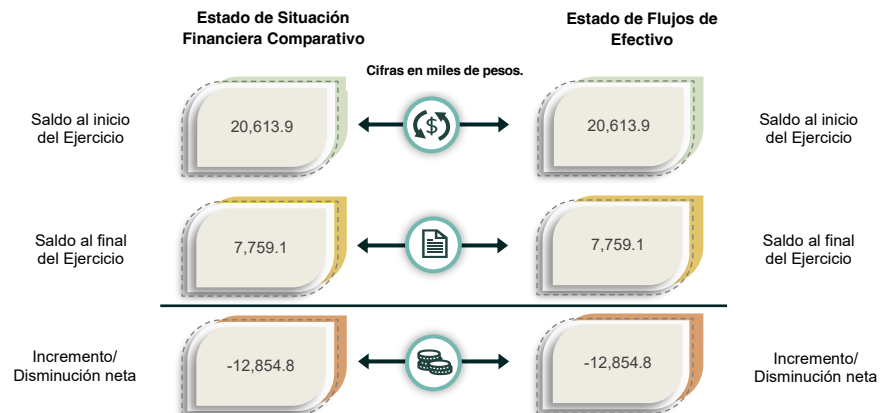 Estado de Situación
Financiera Comparativo
Estado de Flujos de
Efectivo
Cifras en miles de pesos.
Saldo al inicio
del Ejercicio
20,613.9
$
20,613.9
Saldo al inicio
del Ejercicio
Saldo al final
del Ejercicio
7,759.1
7,759.1
Saldo al final
del Ejercicio
Incremento/
Disminución neta
-12,854.8
-12,854.8
Incremento/
Disminución neta